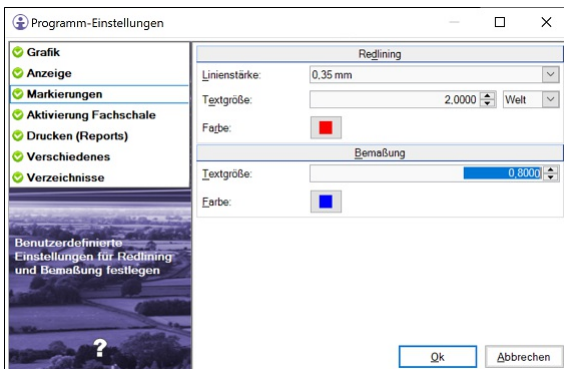 Programm-Einstellungen
Grafik
Anzeige
Markierungen
Aktivierung Fachschale
Drucken (Reports)
Verschiedenes
Verzeichnisse
Benutzerdefinierte
Einstellungen für Redlining
und Bemaßung festlegen
?
Redlining
Linienstärke: 0,35 mm
Textgröße: 2,0000 Welt
Farbe:
Bemaßung
Textgröße: 0,8000
Farbe:
Ok Abbrechen